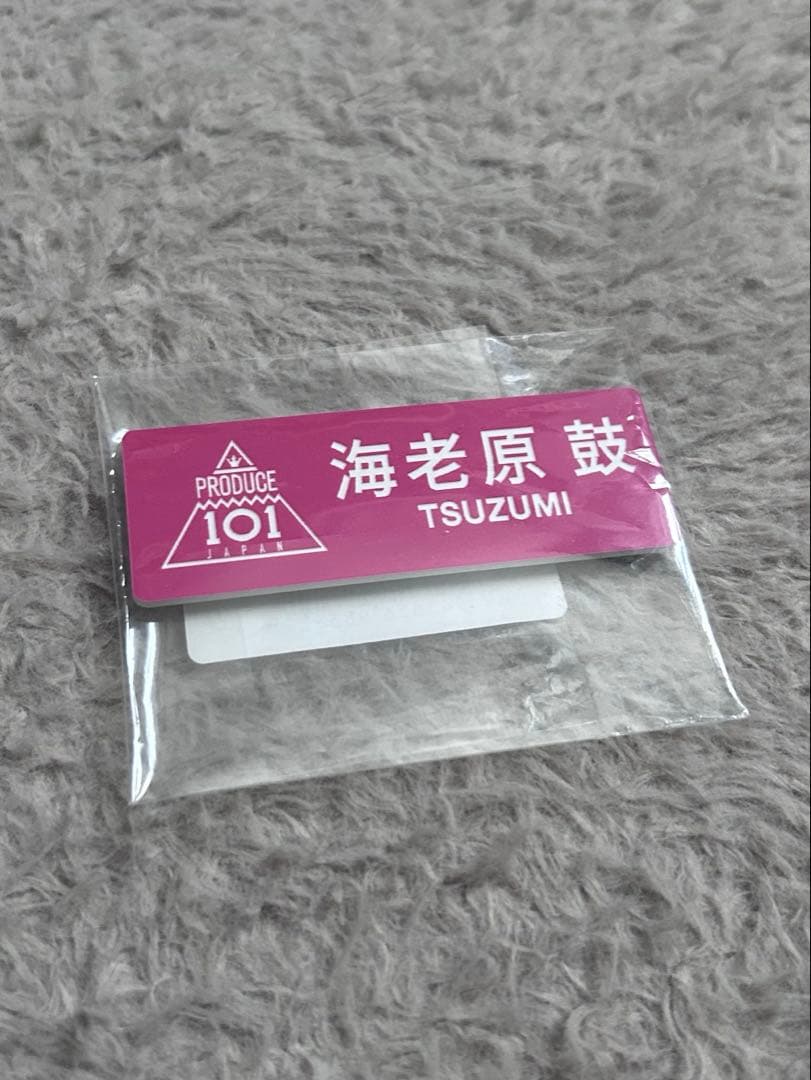 PRODUCE
101
JAPAN
海老原 鼓
TSUZUMI